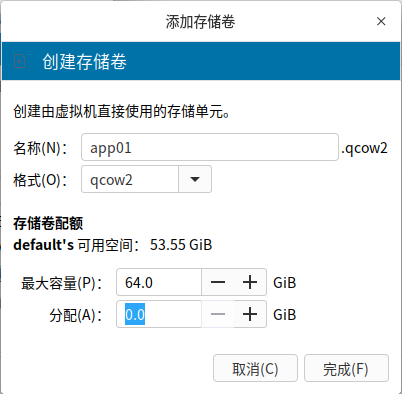 添加存储卷
创建存储卷
创建由虚拟机直接使用的存储单元。
名称(N)： app01 .qcow2
格式(O)： qcow2
存储卷配额
default's 可用空间： 53.55 GiB
最大容量(P)： 64.0 GiB
分配(A)： 0.0 GiB
取消(C) 完成(F)